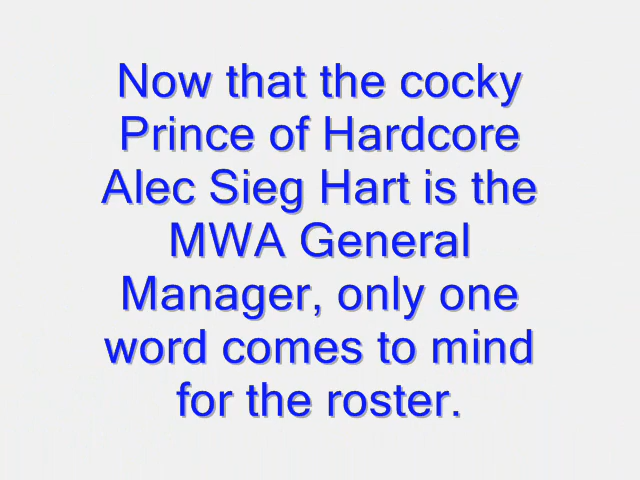 Now that the cocky
Prince of Hardcore
Alec Sieg Hart is the
MWA General
Manager, only one
word comes to mind
for the roster.